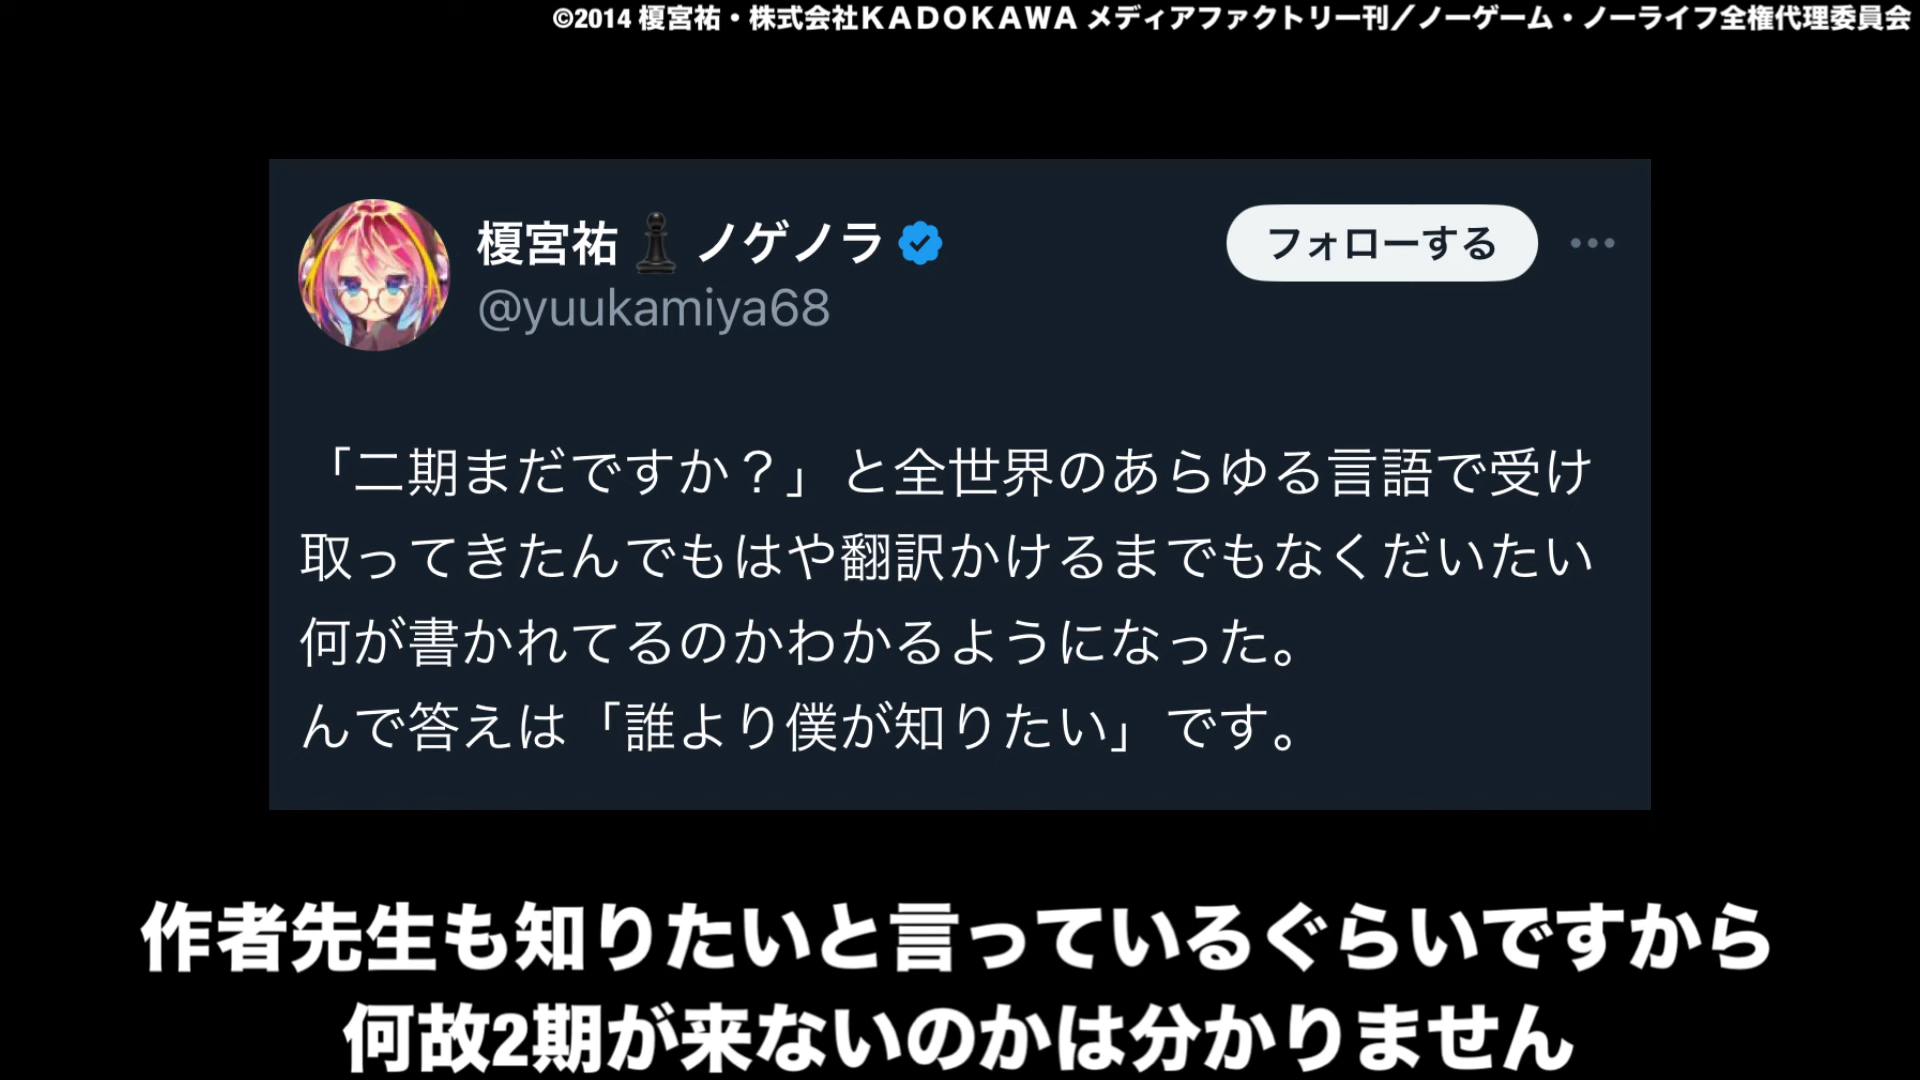 ©2014 榎宮祐・株式会社KADOKAWA メディアファクトリー刊／ノーゲーム・ノーライフ全権代理委員会
榎宮祐♟ノゲノラ
フォローする
@yuukamiya68
「二期まだですか？」と全世界のあらゆる言語で受け
取ってきたんでもはや翻訳かけるまでもなくだいたい
何が書かれてるのかわかるようになった。
んで答えは「誰より僕が知りたい」です。
作者先生も知りたいと言っているぐらいですから
何故2期が来ないのかは分かりません